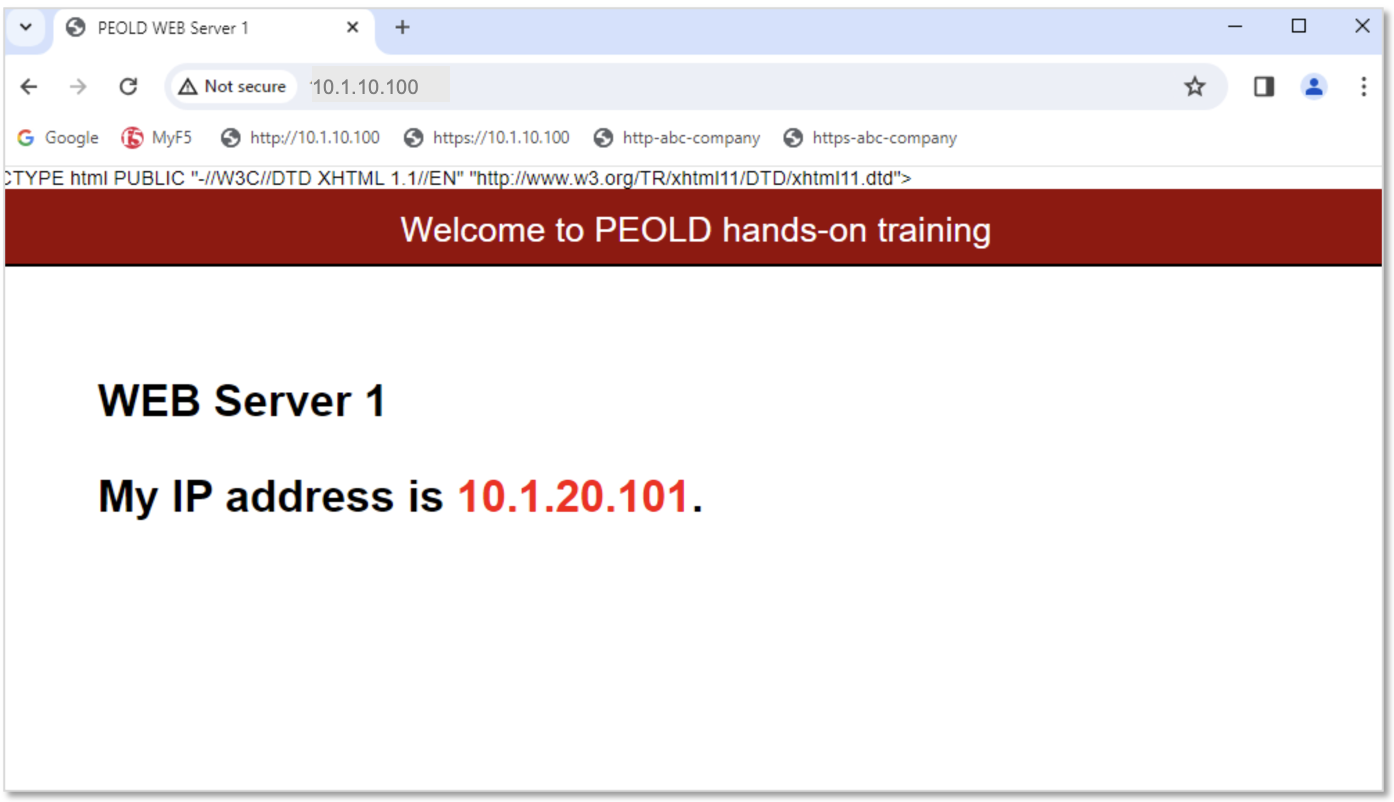 PEOLD WEB Server 1
Not secure 10.1.10.100
Google MyF5 http://10.1.10.100 https://10.1.10.100 http-abc-company https-abc-company
CTYPE html PUBLIC "-//W3C//DTD XHTML 1.1//EN" "http://www.w3.org/TR/xhtml11/DTD/xhtml11.dtd">
Welcome to PEOLD hands-on training
WEB Server 1
My IP address is 10.1.20.101.